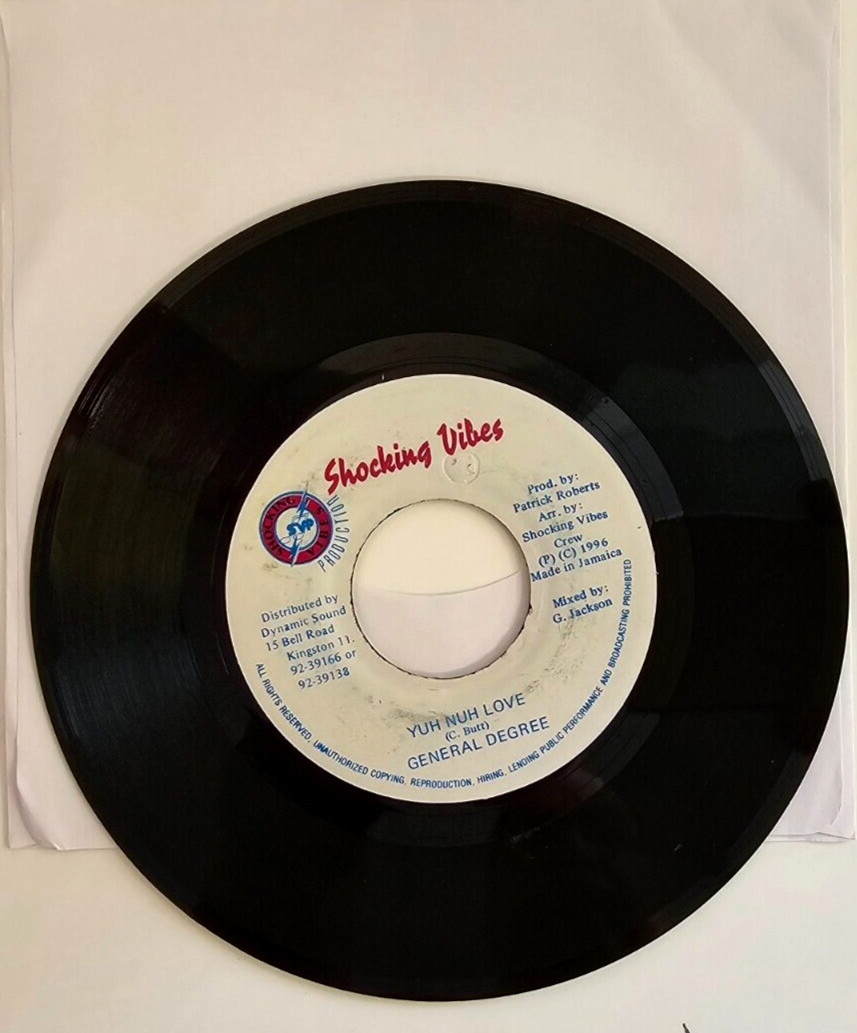 Shocking Vibes
SHOCKING VIBES
SVP
PRODUCTION
Prod. by:
Patrick Roberts
Arr. by:
Shocking Vibes
Crew
(P) (C) 1996
Made in Jamaica
Mixed by:
G. Jackson
Distributed by
Dynamic Sound
15 Bell Road
Kingston 11.
92-39166 or
92-39138
YUH NUH LOVE
(C. Butt)
GENERAL DEGREE
ALL RIGHTS RESERVED, UNAUTHORIZED COPYING, REPRODUCTION, HIRING, LENDING PUBLIC PERFORMANCE AND BROADCASTING PROHIBITED